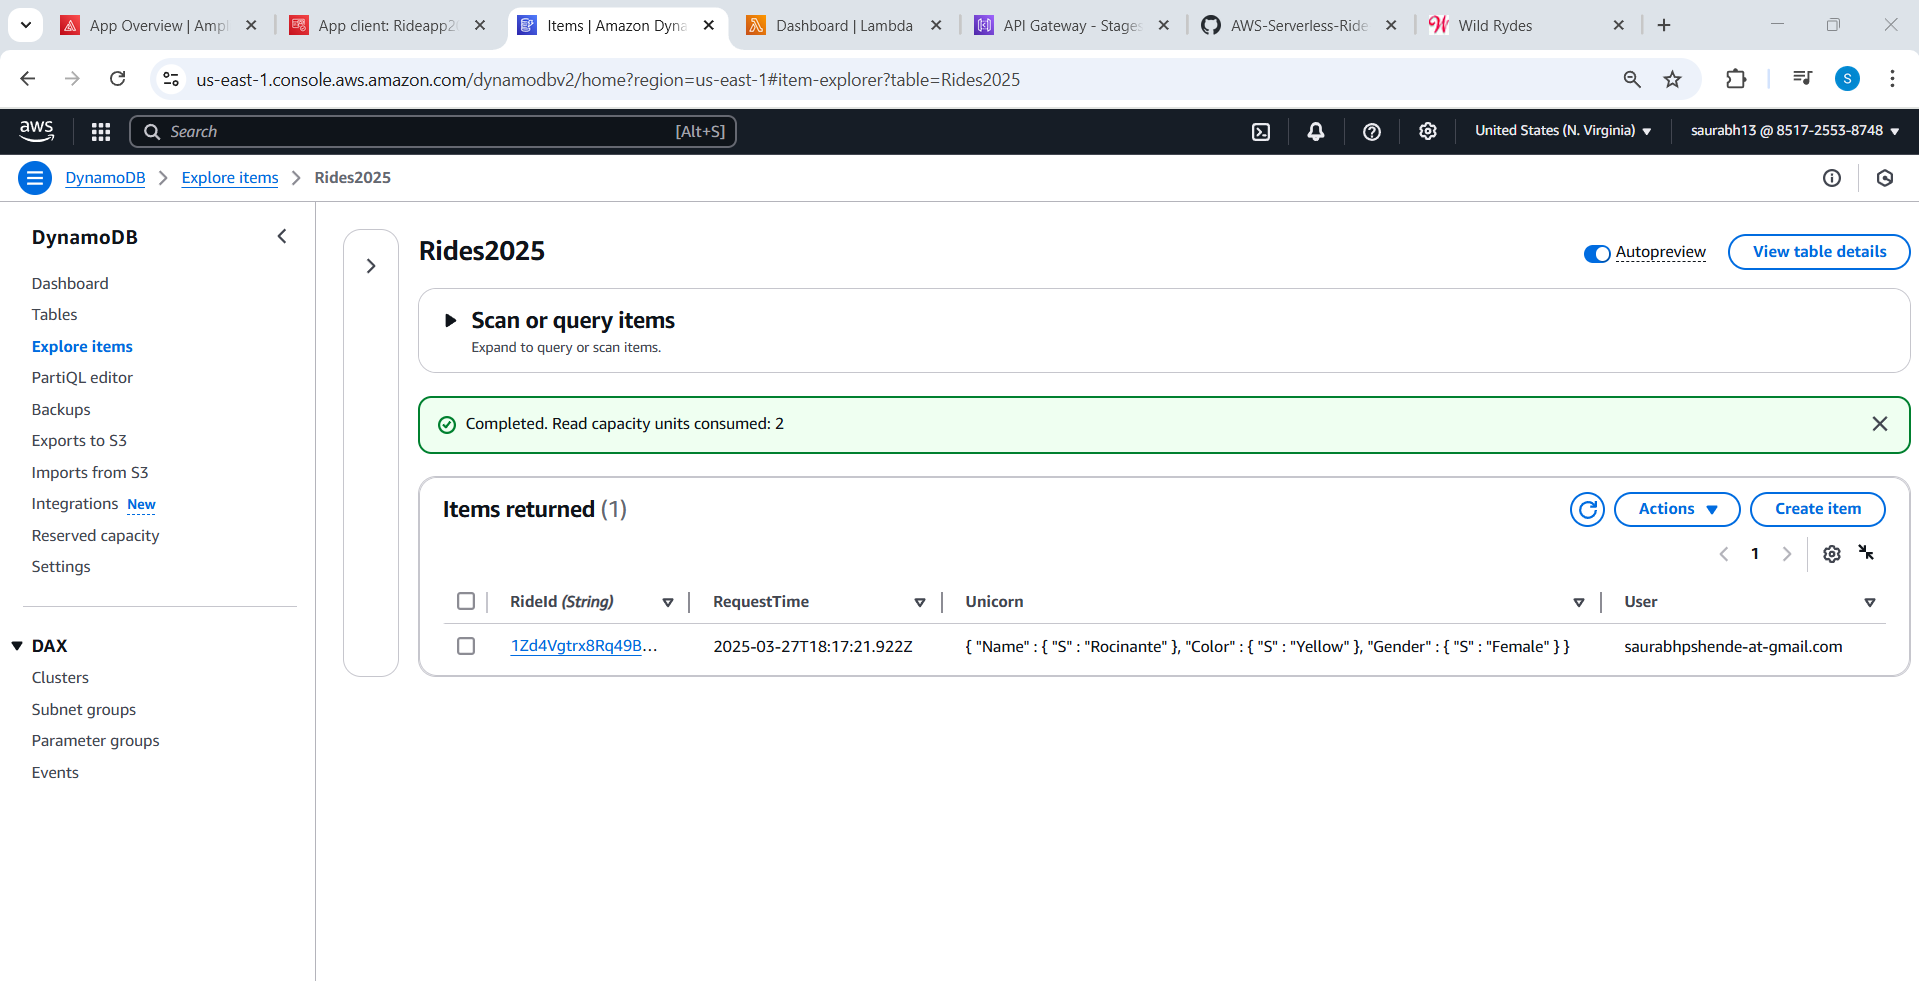 App Overview | Ampl
App client: Rideapp2
Items | Amazon Dyna
Dashboard | Lambda
API Gateway - Stages
AWS-Serverless-Ride
Wild Rydes
us-east-1.console.aws.amazon.com/dynamodbv2/home?region=us-east-1#item-explorer?table=Rides2025
S
aws
Search
[Alt+S]
United States (N. Virginia)
saurabh13 @ 8517-2553-8748
DynamoDB
Explore items
Rides2025
DynamoDB
Dashboard
Tables
Explore items
PartiQL editor
Backups
Exports to S3
Imports from S3
Integrations New
Reserved capacity
Settings
DAX
Clusters
Subnet groups
Parameter groups
Events
Rides2025
Autopreview
View table details
Scan or query items
Expand to query or scan items.
Completed. Read capacity units consumed: 2
Items returned (1)
Actions
Create item
1
RideId (String)
RequestTime
Unicorn
User
1Zd4Vgtrx8Rq49B…
2025-03-27T18:17:21.922Z
{ "Name" : { "S" : "Rocinante" }, "Color" : { "S" : "Yellow" }, "Gender" : { "S" : "Female" } }
saurabhpshende-at-gmail.com